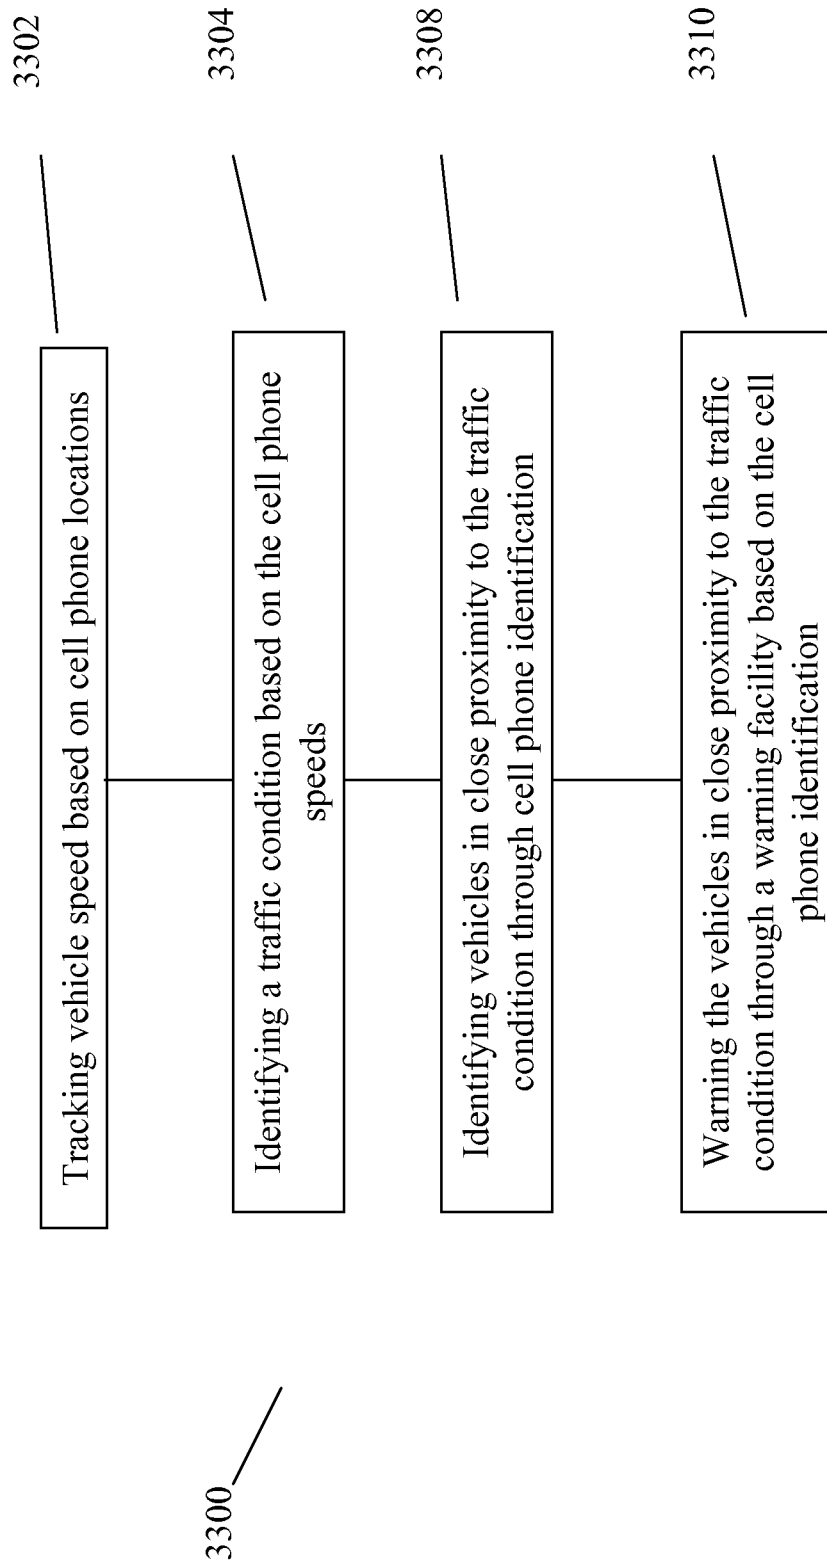 3300
3302
Tracking vehicle speed based on cell phone locations
3304
Identifying a traffic condition based on the cell phone
speeds
3308
Identifying vehicles in close proximity to the traffic
condition through cell phone identification
3310
Warning the vehicles in close proximity to the traffic
condition through a warning facility based on the cell
phone identification